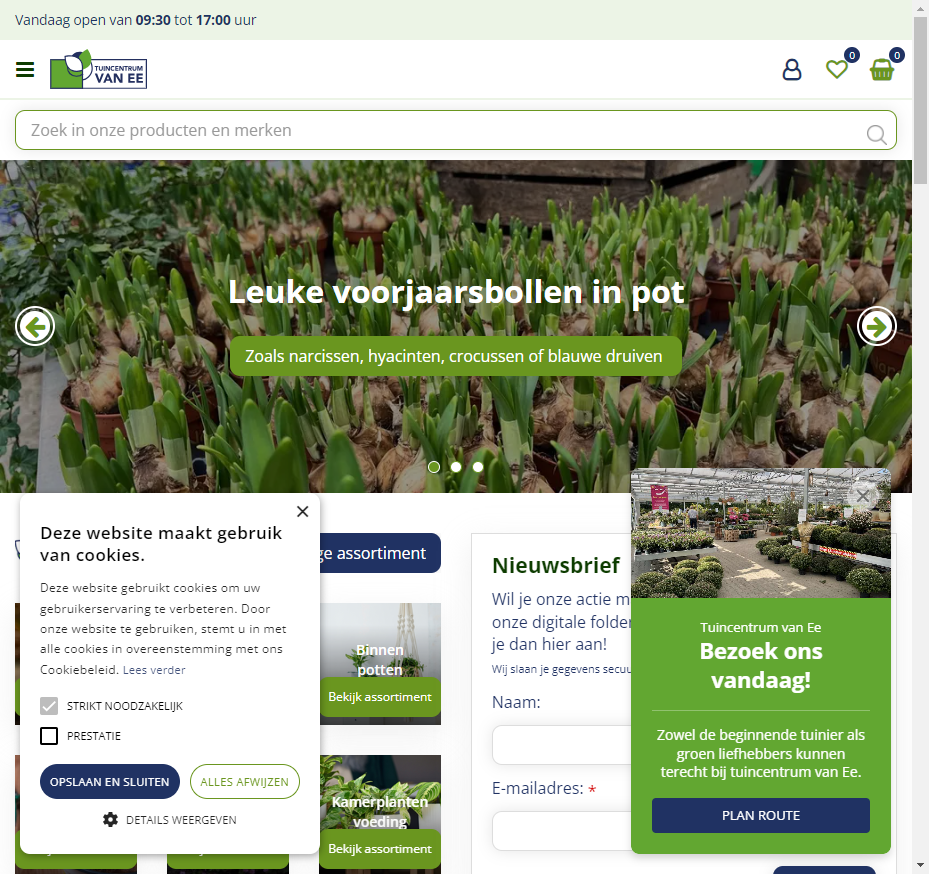 Vandaag open van 09:30 tot 17:00 uur
TUINCENTRUM
VAN EE
0
0
Zoek in onze producten en merken
Leuke voorjaarsbollen in pot
Zoals narcissen, hyacinten, crocussen of blauwe druiven
Deze website maakt gebruik
van cookies.
Deze website gebruikt cookies om uw
gebruikerservaring te verbeteren. Door
onze website te gebruiken, stemt u in met
alle cookies in overeenstemming met ons
Cookiebeleid. Lees verder
STRIKT NOODZAKELIJK
PRESTATIE
OPSLAAN EN SLUITEN
ALLES AFWIJZEN
DETAILS WEERGEVEN
assortiment
Binnen
potten
Bekijk assortiment
Kamerplanten
voeding
Bekijk assortiment
Nieuwsbrief
Wil je onze actie
onze digitale folder
je dan hier aan!
Wij slaan je gegevens
Naam:
E-mailadres: *
Tuincentrum van Ee
Bezoek ons
vandaag!
Zowel de beginnende tuinier als
groen liefhebbers kunnen
terecht bij tuincentrum van Ee.
PLAN ROUTE